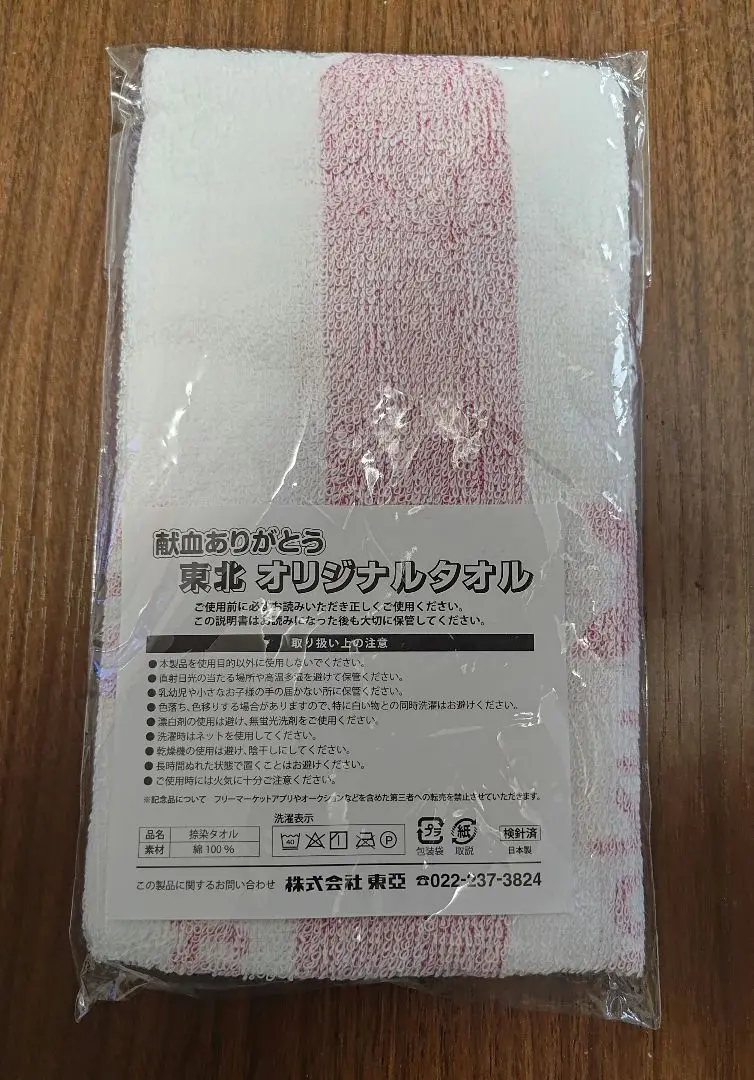 献血ありがとう
東北 オリジナルタオル
ご使用前に必ずお読みいただき正しくご使用ください。
この説明書はお読みになった後も大切に保管してください。
取り扱い上の注意
●本製品を使用目的以外に使用しないでください。
●直射日光の当たる場所や高温多湿を避けて保管ください。
●乳幼児や小さなお子様の手の届かない所に保管ください。
●色落ち、色移りする場合がありますので、特に白い物との同時洗濯はお避けください。
●漂白剤の使用は避け、無蛍光洗剤をご使用ください。
●洗濯時はネットを使用してください。
●乾燥機の使用は避け、陰干しにしてください。
●長時間ぬれた状態で置くことはお避けください。
●ご使用時には火気に十分ご注意ください。
※記念品について フリーマーケットアプリやオークションなどを含めた第三者への転売を禁止させていただきます。
洗濯表示
品名 捺染タオル
素材 綿100%
40 P
プラ 包装袋
紙 取説
検針済
日本製
この製品に関するお問い合わせ 株式会社 東亞 ☎022-237-3824